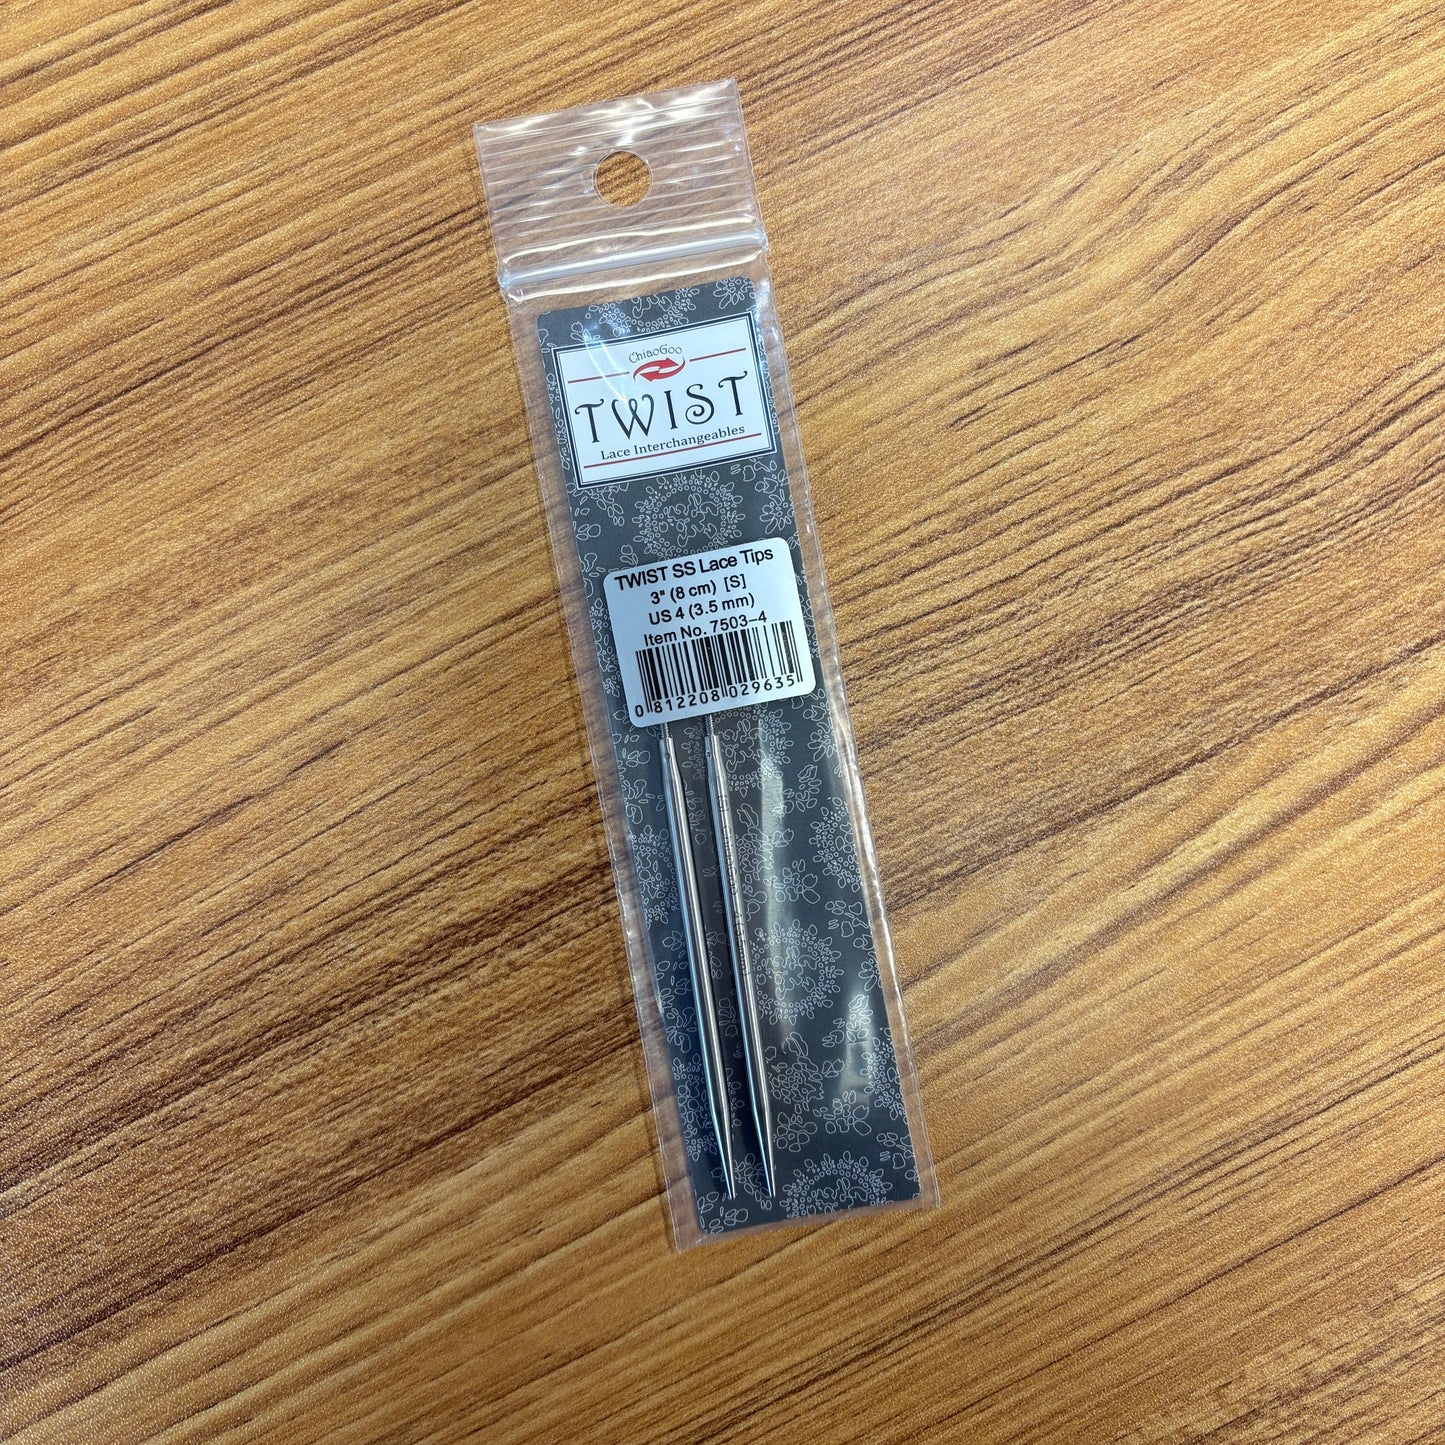 ChiaoGoo
TWIST
Lace Interchangeables
TWIST SS Lace Tips
3" (8 cm) [S]
US 4 (3.5 mm)
Item No. 7503-4
0 812208 029635